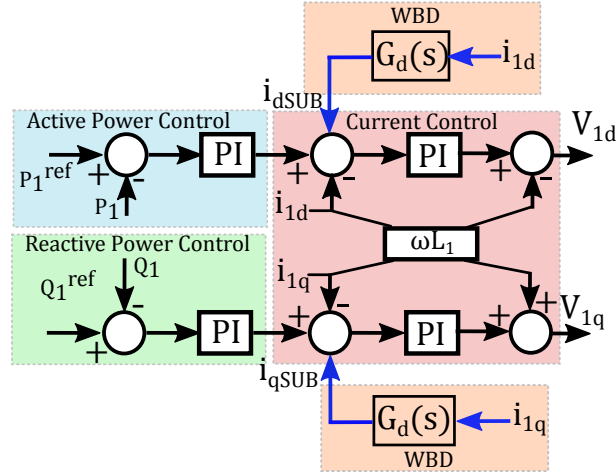 WBD
G_d(s)
i_1d
i_dSUB
Active Power Control
Current Control
V_1d
P_1^ref
+
-
P_1
PI
+
-
PI
+
-
i_1d
ωL_1
Reactive Power Control
Q_1^ref
Q_1
i_1q
-
+
PI
+
-
PI
+
+
V_1q
i_qSUB
G_d(s)
i_1q
WBD